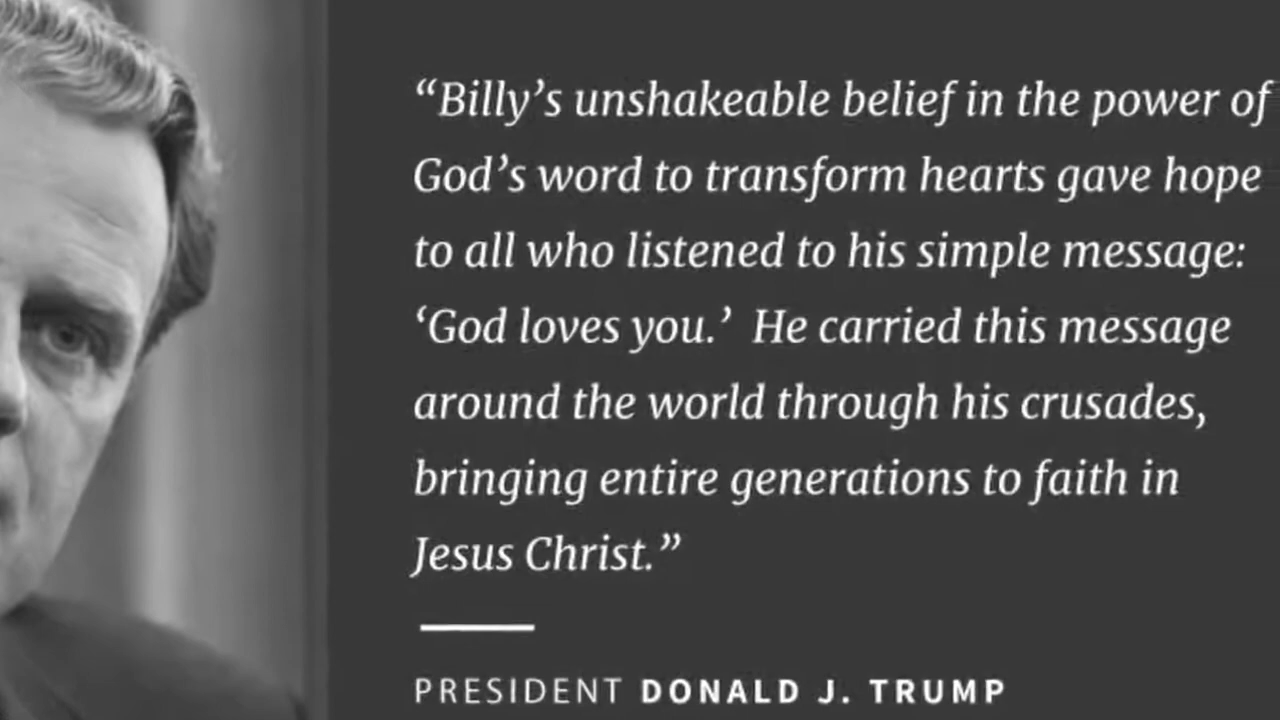 “Billy’s unshakeable belief in the power of
God’s word to transform hearts gave hope
to all who listened to his simple message:
‘God loves you.’ He carried this message
around the world through his crusades,
bringing entire generations to faith in
Jesus Christ.”
PRESIDENT DONALD J. TRUMP